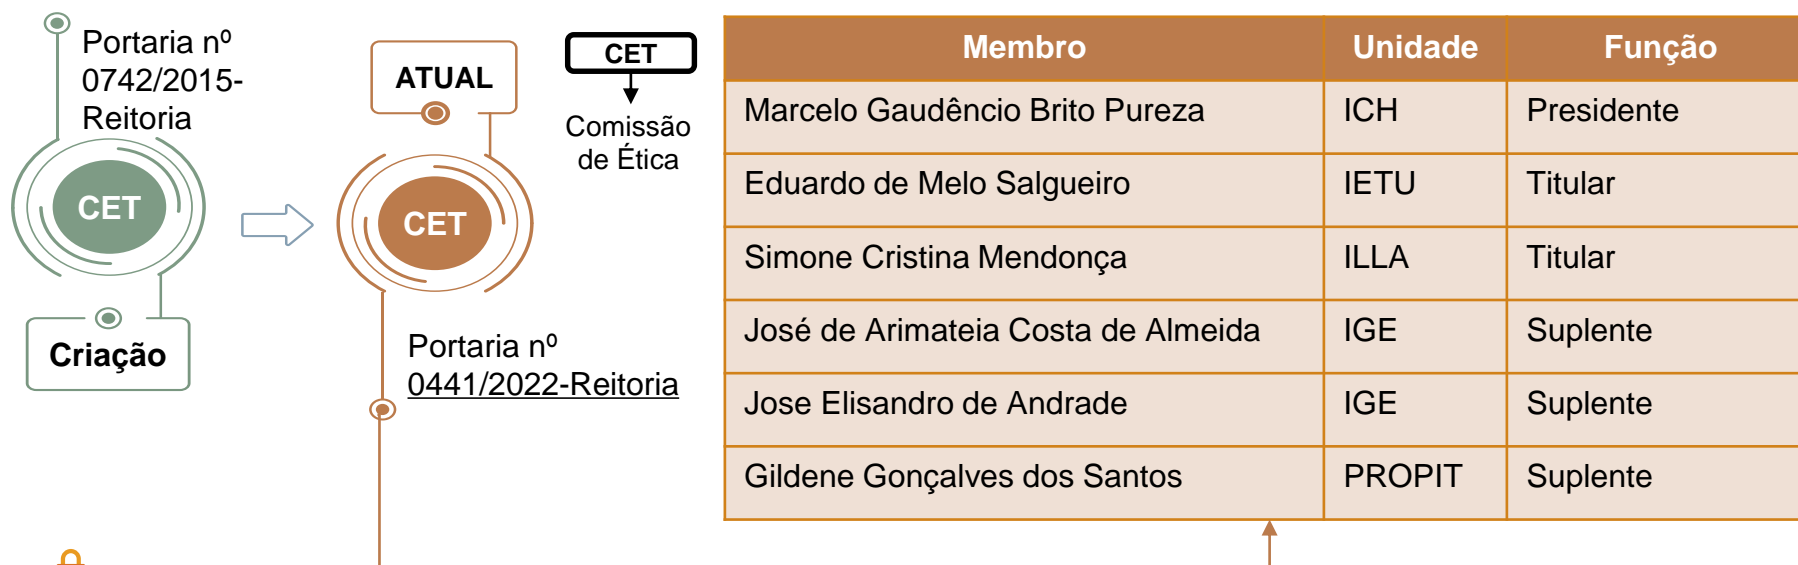 Portaria nº
0742/2015-
Reitoria
CET
Criação
ATUAL
CET
Portaria nº
0441/2022-Reitoria
CET
Comissão
de Ética
Membro Unidade Função
Marcelo Gaudêncio Brito Pureza ICH Presidente
Eduardo de Melo Salgueiro IETU Titular
Simone Cristina Mendonça ILLA Titular
José de Arimateia Costa de Almeida IGE Suplente
Jose Elisandro de Andrade IGE Suplente
Gildene Gonçalves dos Santos PROPIT Suplente